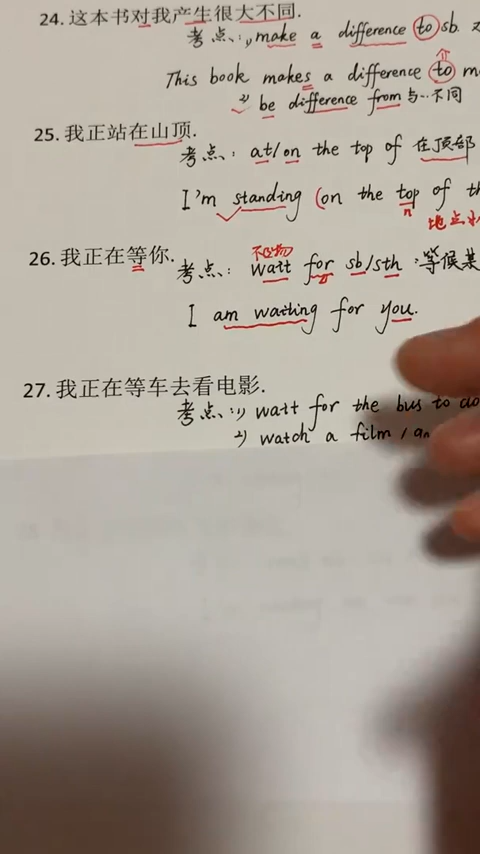 24. 这本书对我产生很大不同.
考点: 1) make a difference to sb.
This book makes a difference to
2) be difference from 与…不同
25. 我正站在山顶.
考点: at/on the top of 在顶部
I'm standing (on the top of
n
地点
26. 我正在等你.
不及物
考点: wait for sb/sth : 等候某
I am waiting for you.
27. 我正在等车去看电影.
考点: 1) wait for the bus to
2) watch a film /